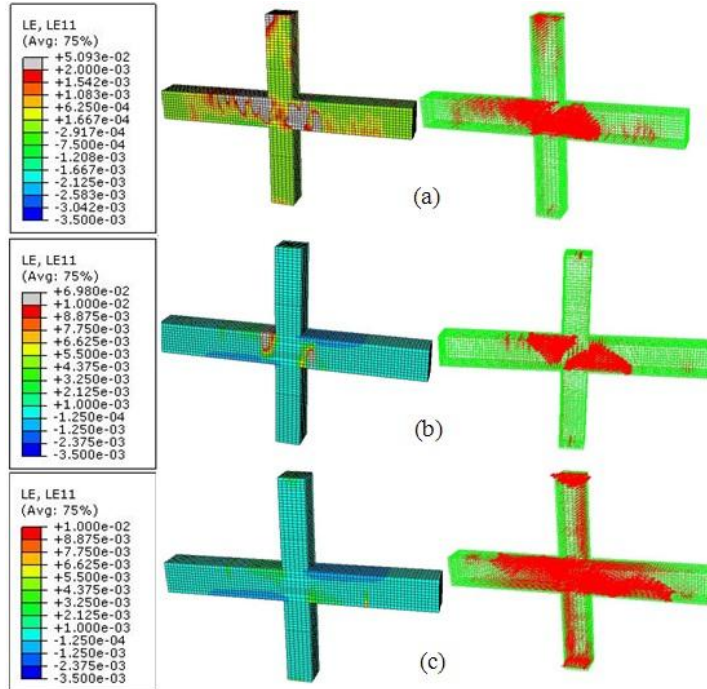 LE, LE11
(Avg: 75%)
+5.093e-02
+2.000e-03
+1.542e-03
+1.083e-03
+6.250e-04
+1.667e-04
-2.917e-04
-7.500e-04
-1.208e-03
-1.667e-03
-2.125e-03
-2.583e-03
-3.042e-03
-3.500e-03
(a)
LE, LE11
(Avg: 75%)
+6.980e-02
+1.000e-02
+8.875e-03
+7.750e-03
+6.625e-03
+5.500e-03
+4.375e-03
+3.250e-03
+2.125e-03
+1.000e-03
-1.250e-04
-2.375e-03
-3.500e-03
(b)
LE, LE11
(Avg: 75%)
+1.000e-02
+8.875e-03
+7.750e-03
+6.625e-03
+5.500e-03
+4.375e-03
+3.250e-03
+2.125e-03
+1.000e-03
-1.250e-04
-2.375e-03
-3.500e-03
(c)